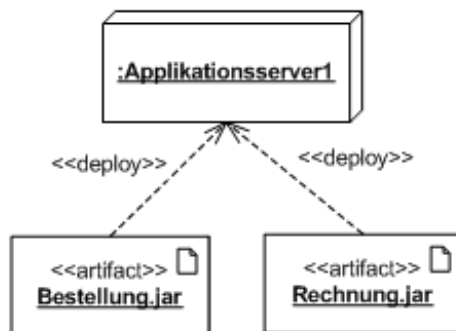 :Applikationsserver1
<<deploy>>
<<deploy>>
<<artifact>>
Bestellung.jar
<<artifact>>
Rechnung.jar